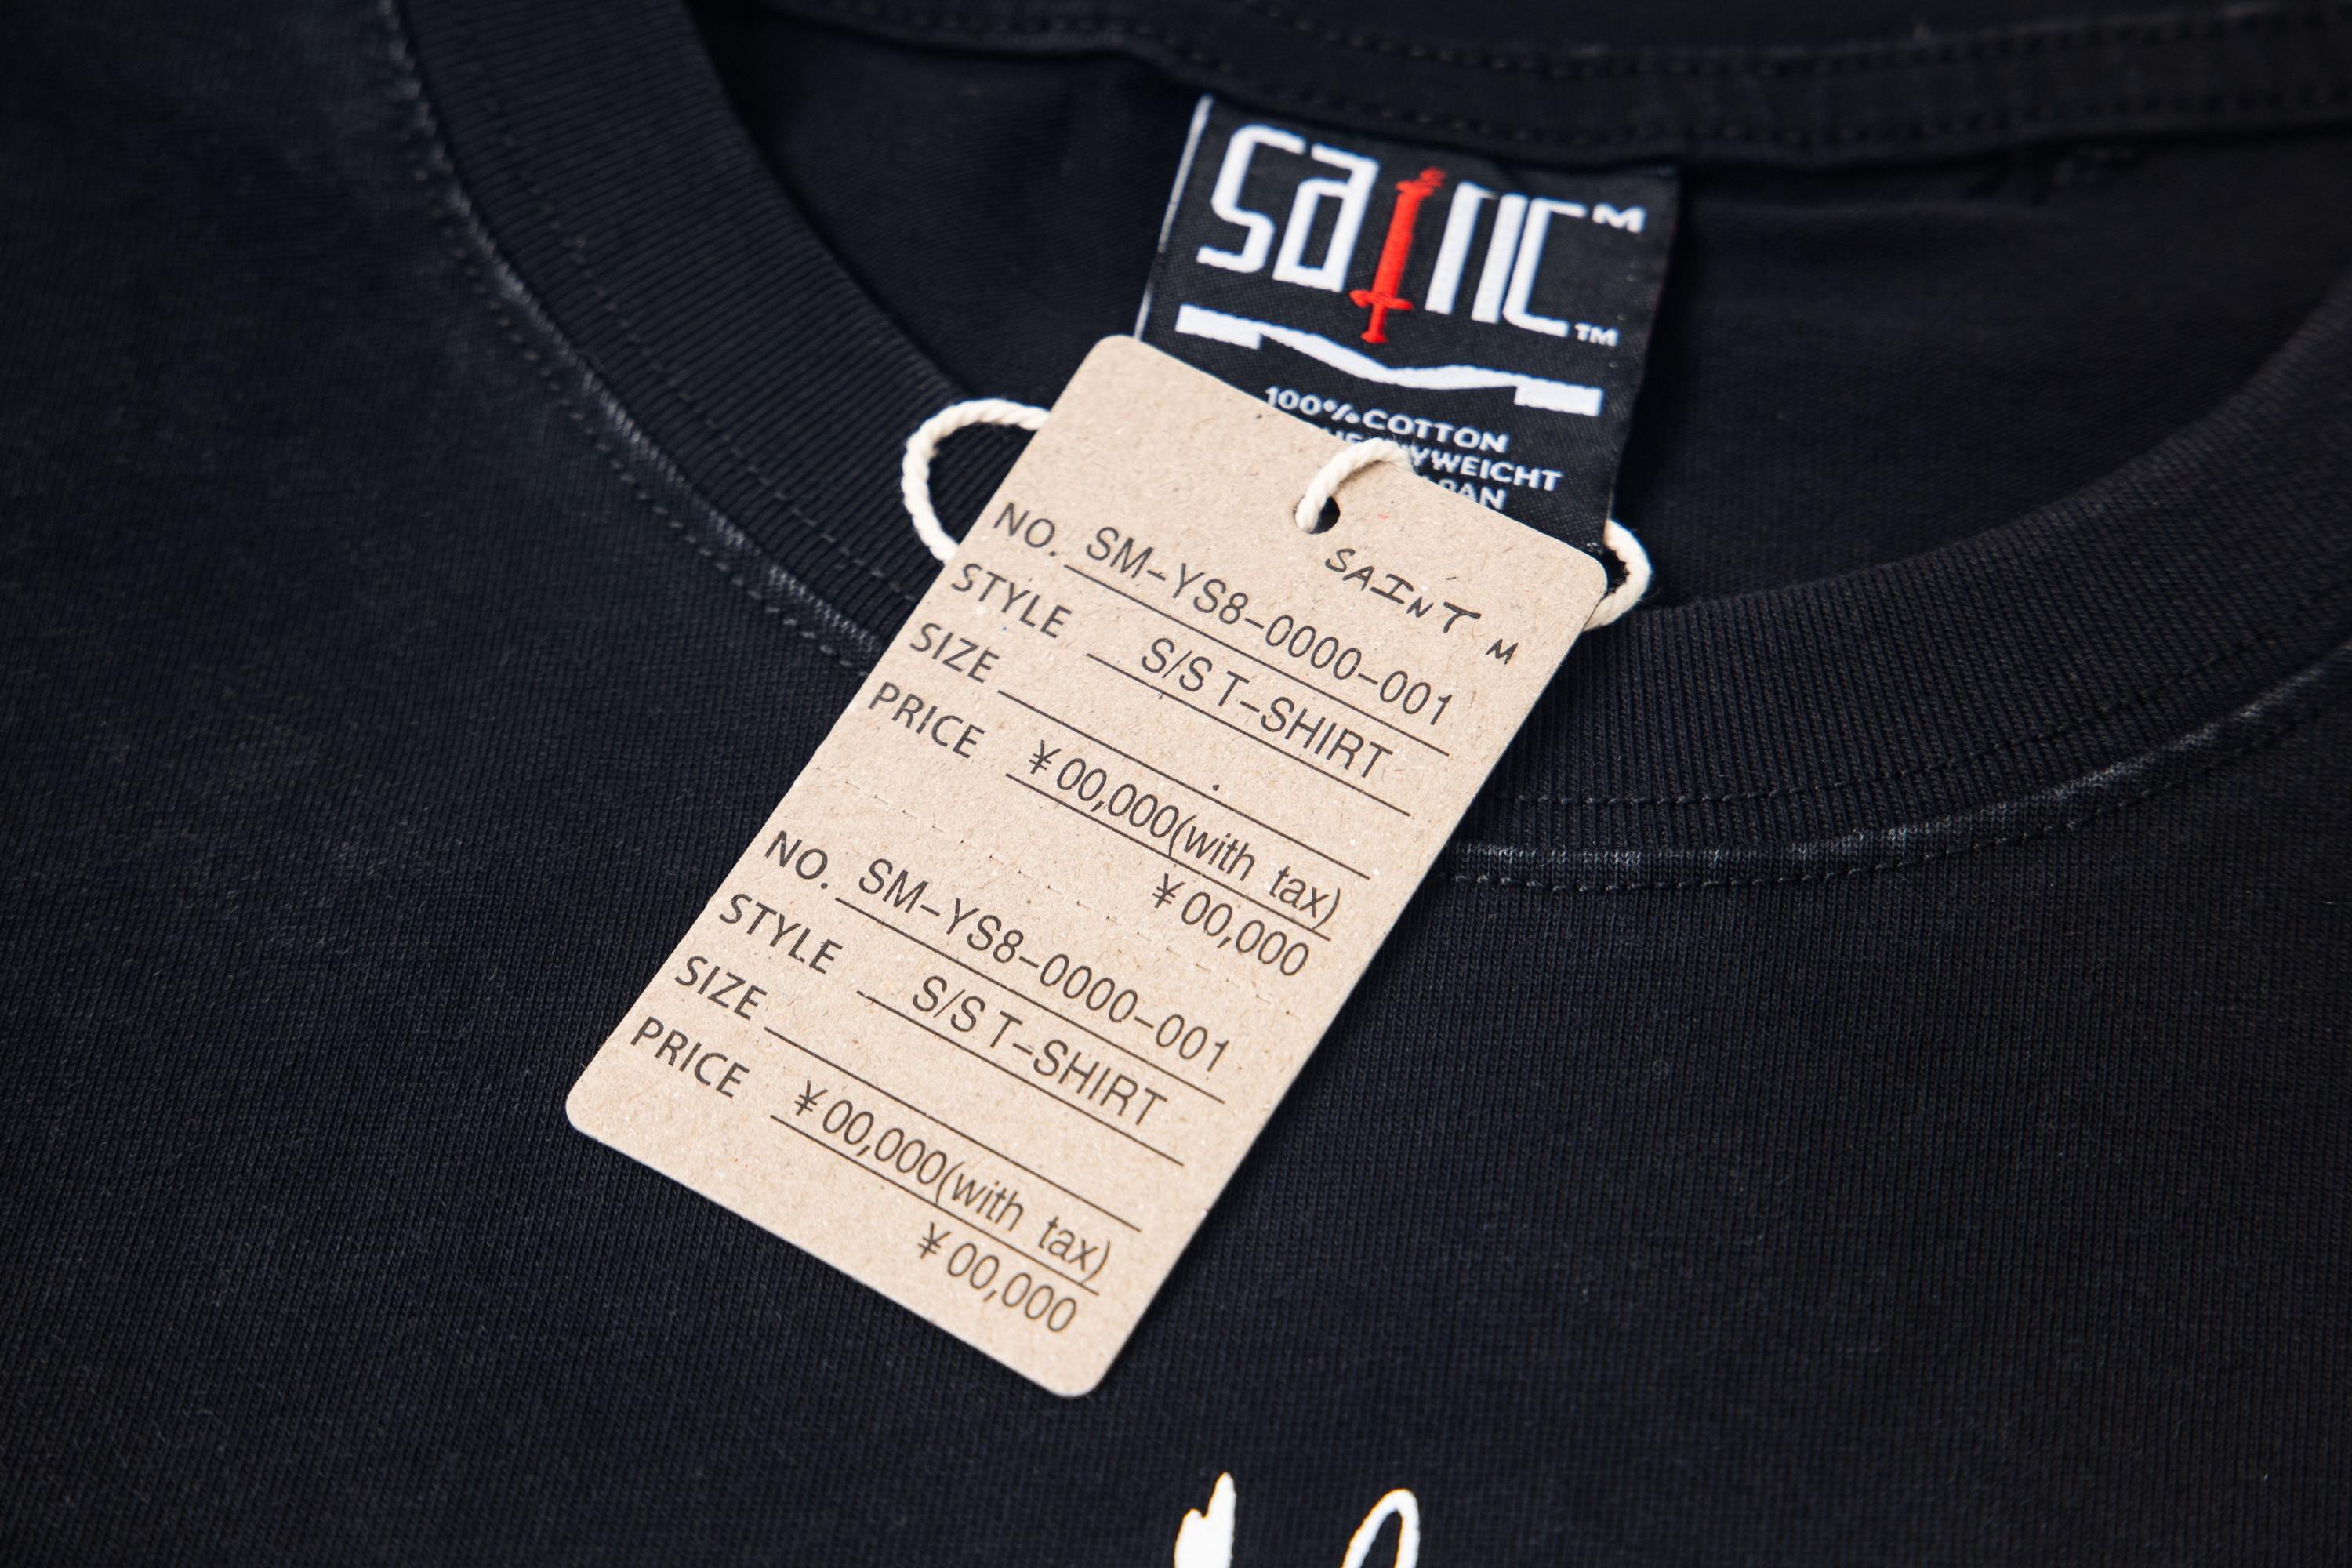 saint M
TM
100% COTTON
SAINT M
NO. SM-YS8-0000-001
STYLE S/S T-SHIRT
SIZE
PRICE ¥00,000(with tax)
¥00,000
NO. SM-YS8-0000-001
STYLE S/S T-SHIRT
SIZE
PRICE ¥00,000(with tax)
¥00,000